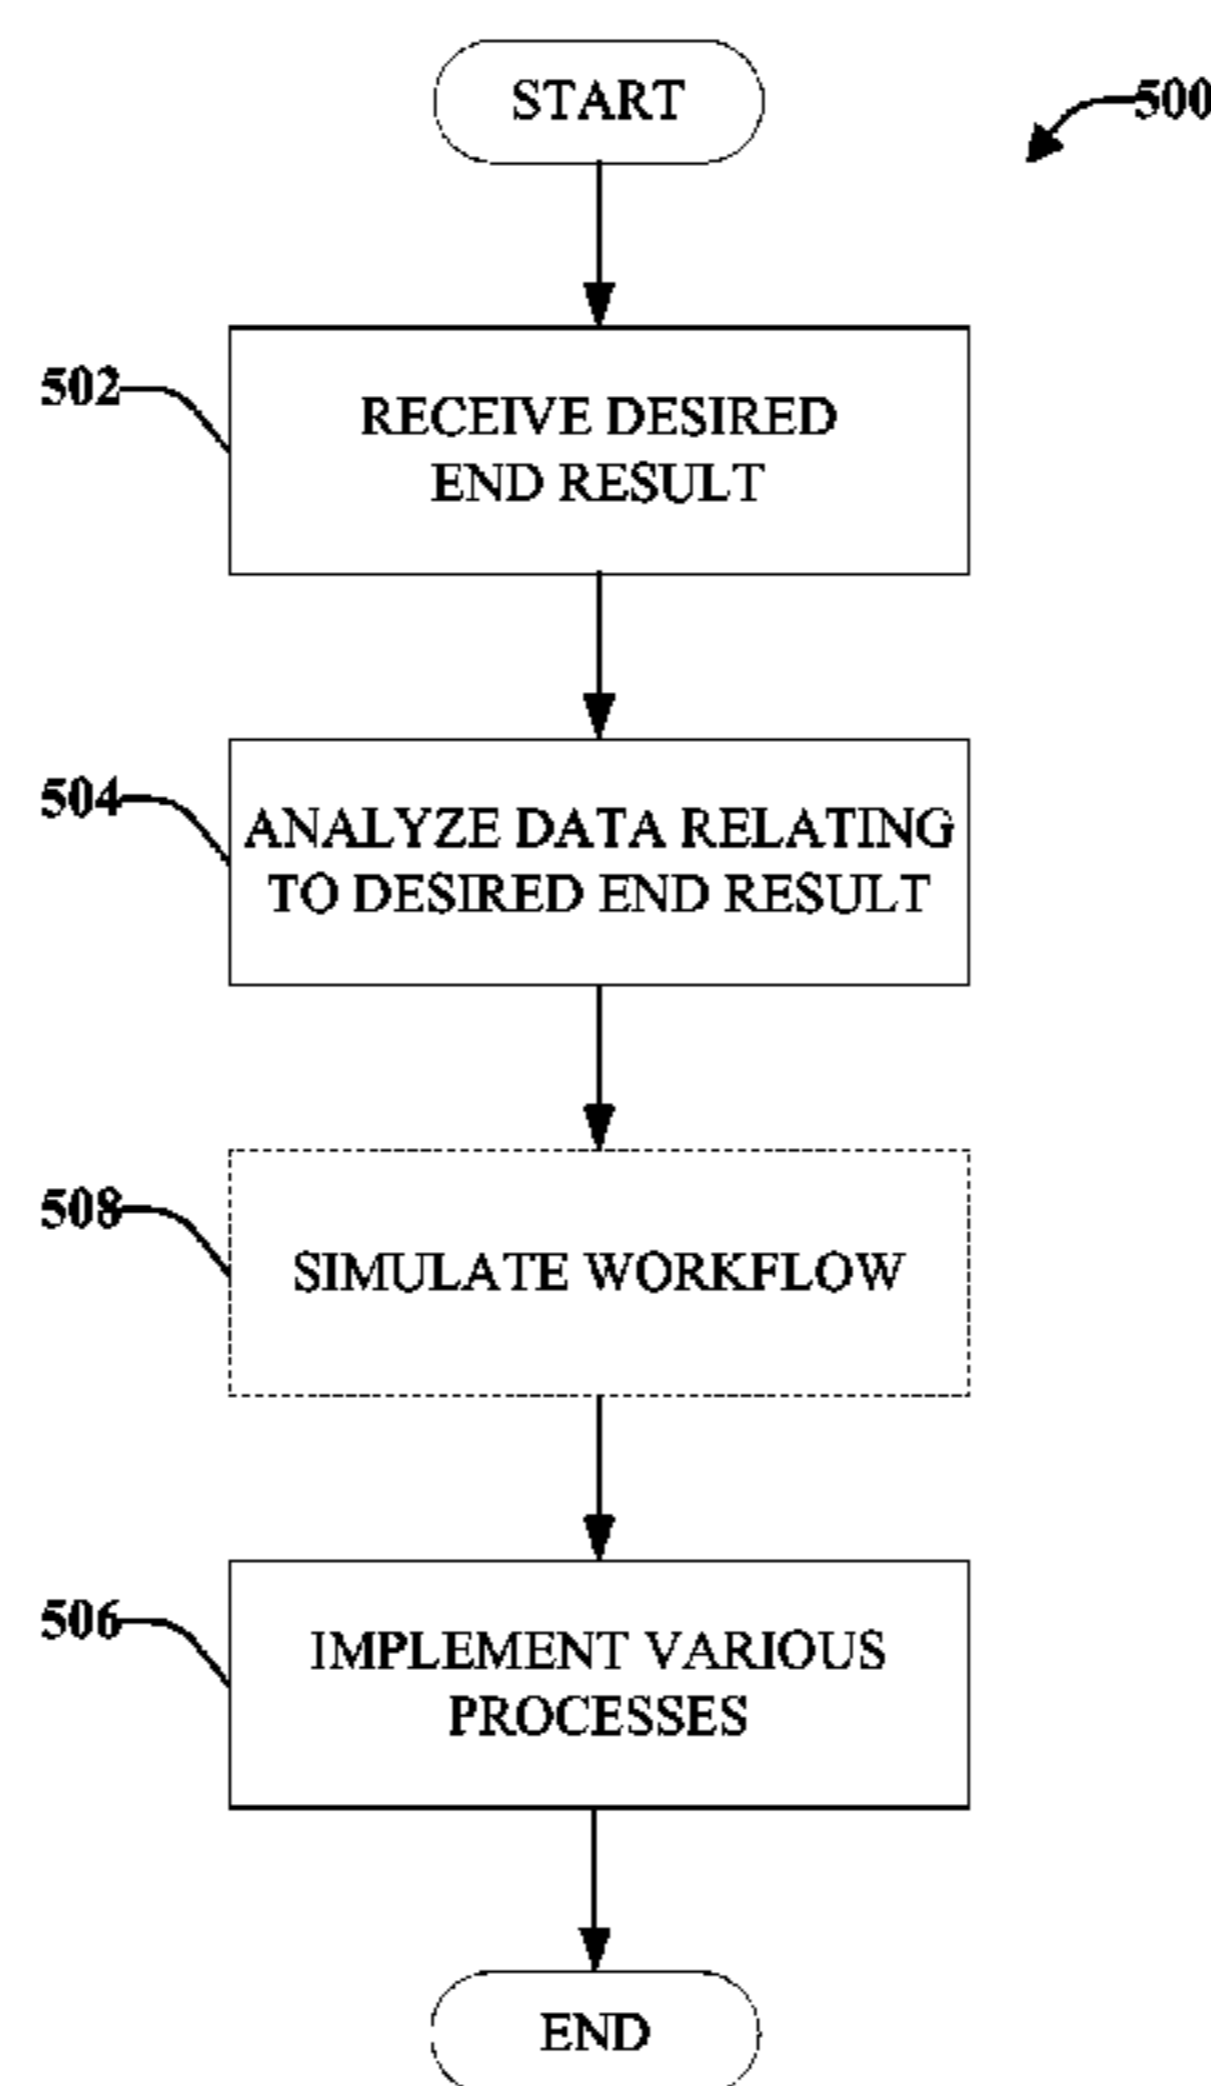 START
500
502
RECEIVE DESIRED
END RESULT
504
ANALYZE DATA RELATING
TO DESIRED END RESULT
508
SIMULATE WORKFLOW
506
IMPLEMENT VARIOUS
PROCESSES
END